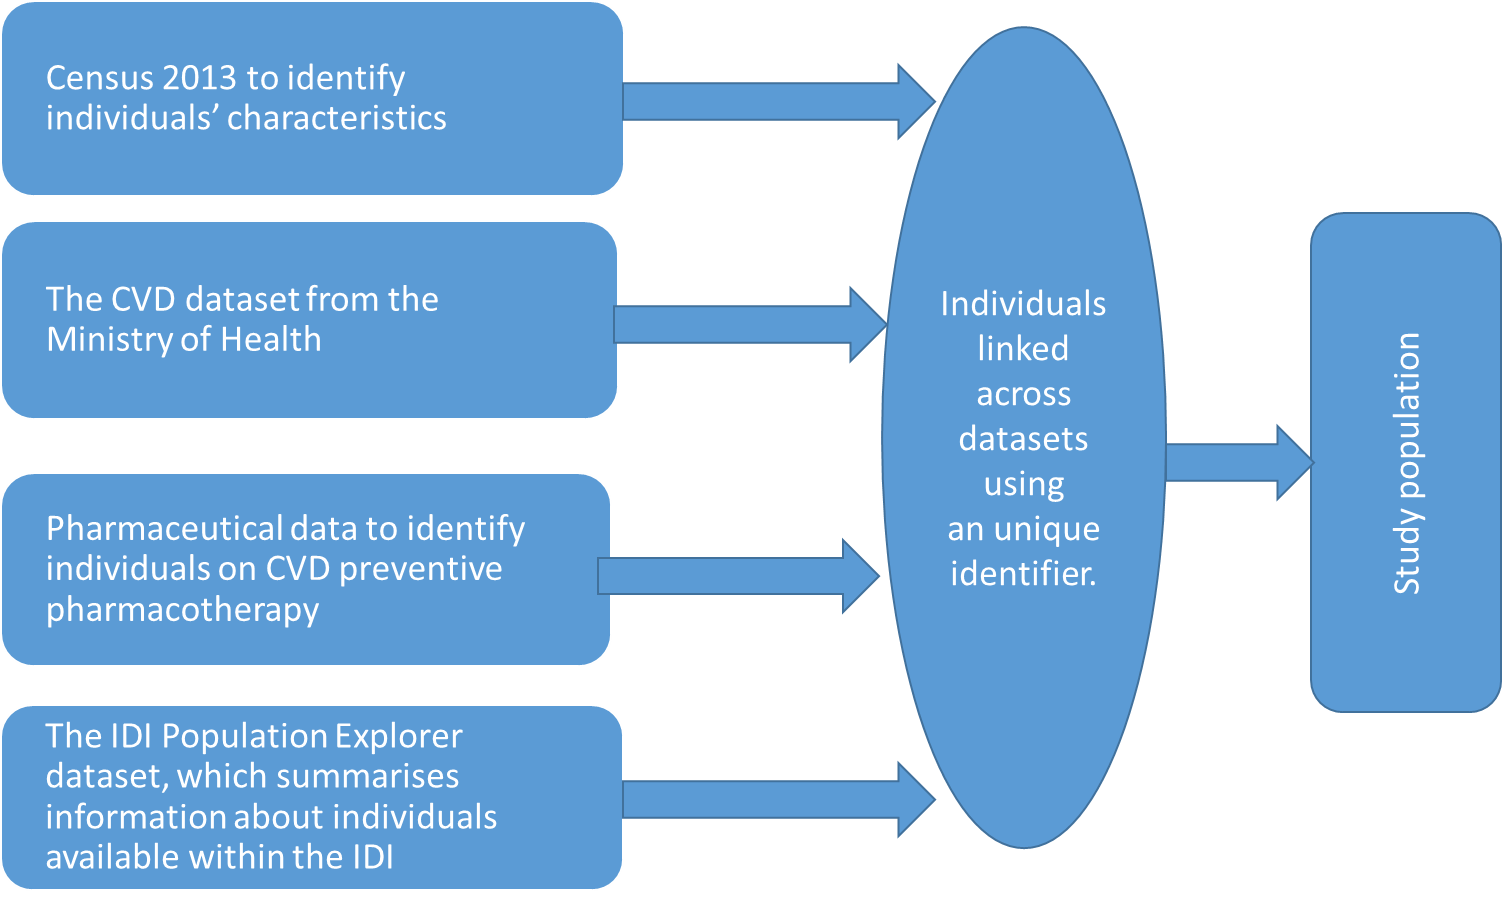 Census 2013 to identify
individuals’ characteristics
The CVD dataset from the
Ministry of Health
Pharmaceutical data to identify
individuals on CVD preventive
pharmacotherapy
The IDI Population Explorer
dataset, which summarises
information about individuals
available within the IDI
Individuals
linked
across
datasets
using
an unique
identifier.
Study population